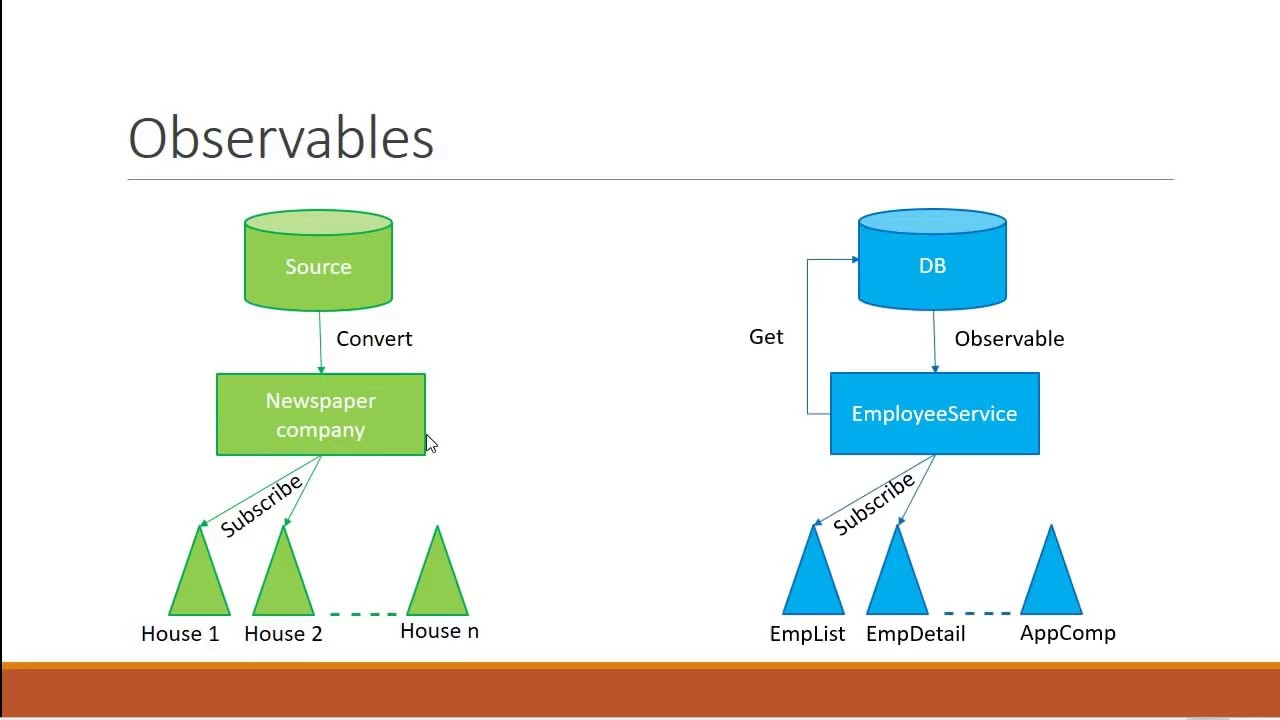 Observables
Source
Convert
Newspaper
company
Subscribe
House 1
House 2
House n
DB
Get
Observable
EmployeeService
Subscribe
EmpList
EmpDetail
AppComp